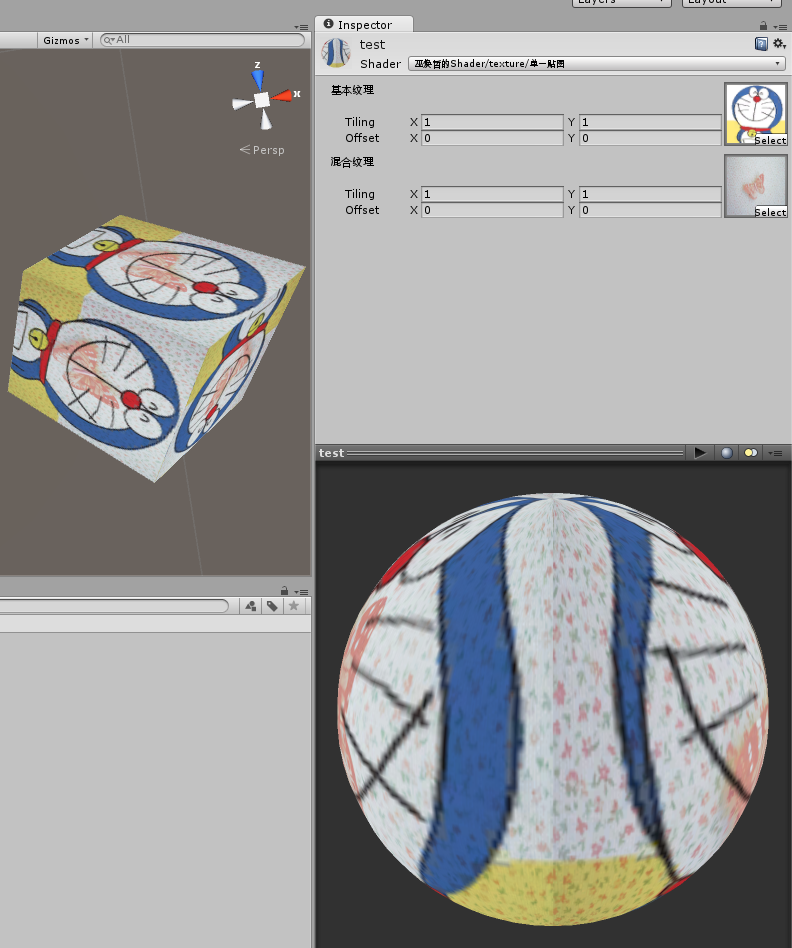 Layers
Layout
Inspector
Gizmos
All
test
Shader
巫奂哲的Shader/texture/单一贴图
z
x
Persp
基本纹理
Tiling X 1 Y 1
Offset X 0 Y 0
Select
混合纹理
Tiling X 1 Y 1
Offset X 0 Y 0
Select
test